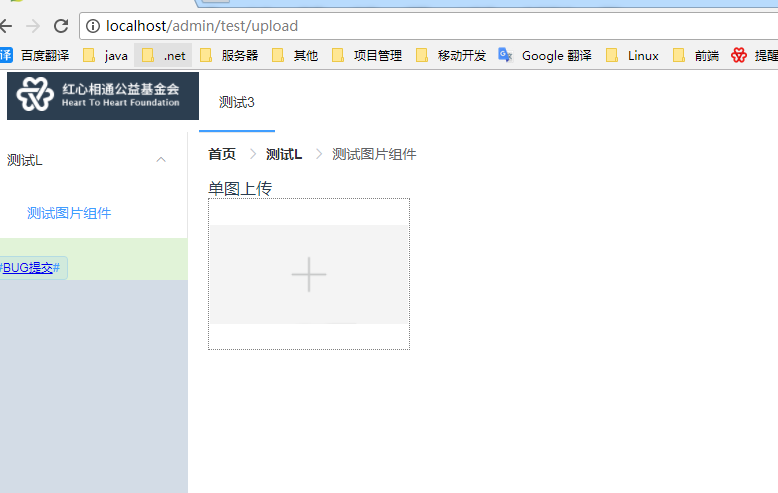 localhost/admin/test/upload
译 百度翻译 java .net 服务器 其他 项目管理 移动开发 Google 翻译 Linux 前端 提醒
红心相通公益基金会
Heart To Heart Foundation
测试3
测试L
首页 测试L 测试图片组件
单图上传
测试图片组件
#BUG提交#